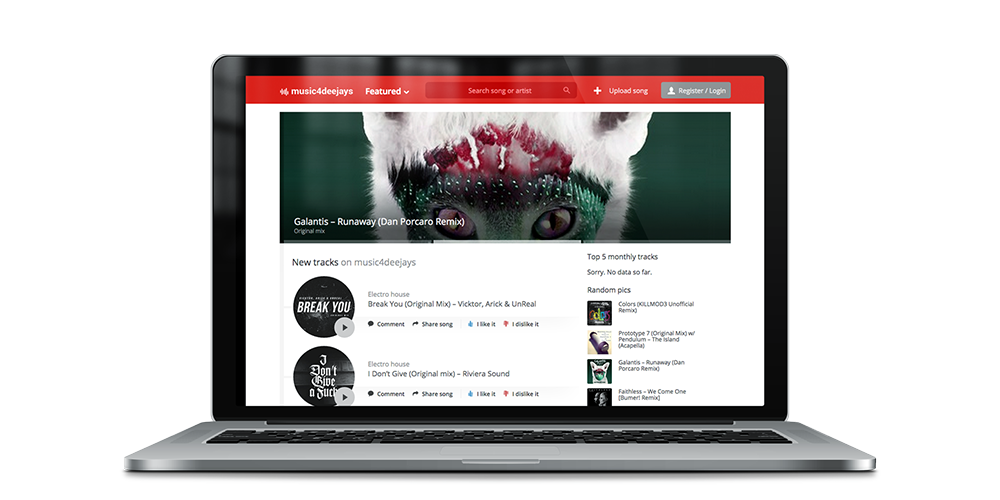 music4deejays
Featured
Search song or artist
Upload song
Register / Login
Galantis – Runaway (Dan Porcaro Remix)
Original mix
New tracks on music4deejays
BREAK YOU
Electro house
Break You (Original Mix) – Vicktor, Arick & UnReal
Comment
Share song
I like it
I dislike it
I
Don't
Give
a Fuck
Electro house
I Don't Give (Original mix) – Riviera Sound
Comment
Share song
I like it
I dislike it
Top 5 monthly tracks
Sorry. No data so far.
Random pics
Colors (KILLMOD3 Unofficial
Remix)
Prototype 7 (Original Mix) w/
Pendulum – The Island
(Acapella)
Galantis – Runaway (Dan
Porcaro Remix)
Faithless – We Come One
[Bumer! Remix]